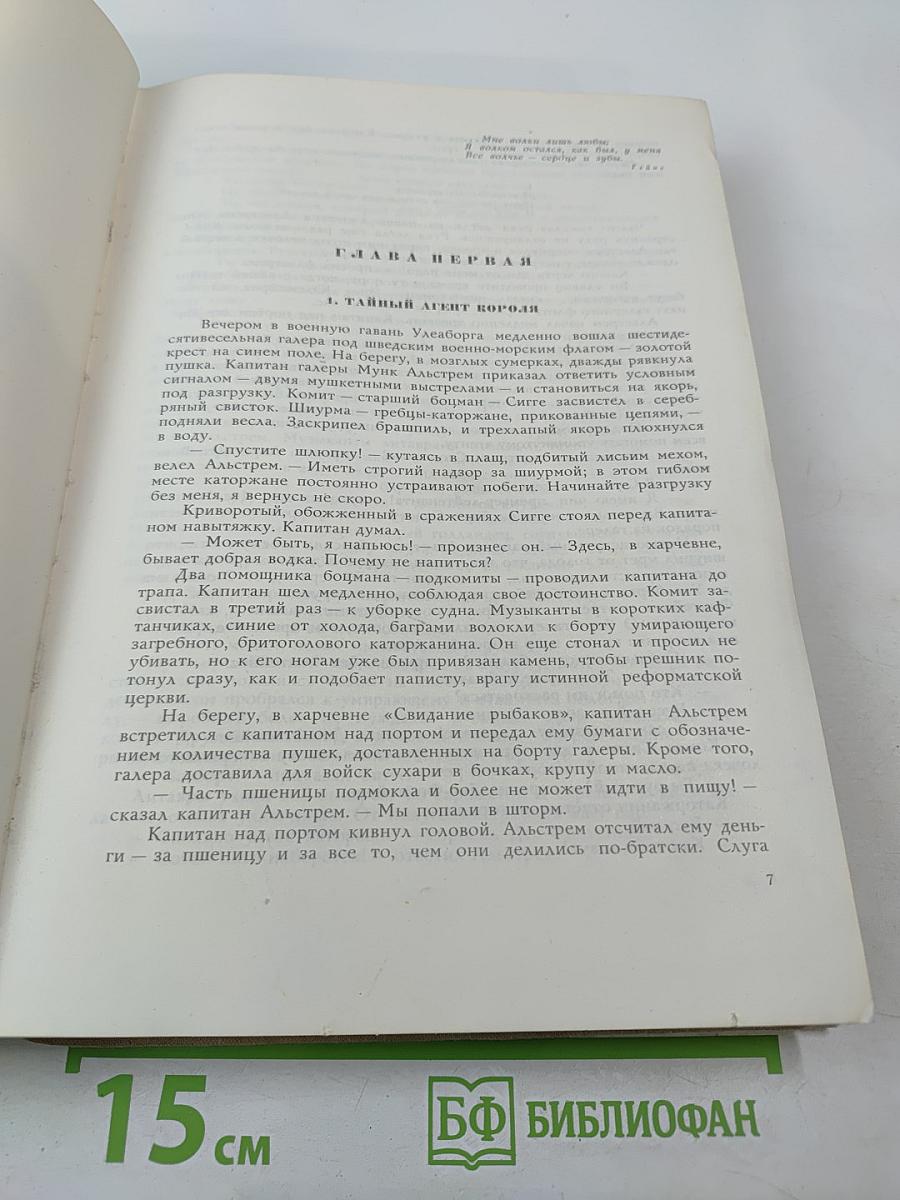 Мне волки лишь любы;
Я волком остался, как был, у меня
Все волчье — сердце и зубы.
Гейне
ГЛАВА ПЕРВАЯ
1. ТАЙНЫЙ АГЕНТ КОРОЛЯ
Вечером в военную гавань Улеаборга медленно вошла шестиде-
сятивесельная галера под шведским военно-морским флагом — золотой
крест на синем поле. На берегу, в мозглых сумерках, дважды рявкнула
пушка. Капитан галеры Мунк Альстрем приказал ответить условным
сигналом — двумя мушкетными выстрелами — и становиться на якорь,
под разгрузку. Комит — старший боцман — Сигге засвистел в сереб-
ряный свисток. Шиурма — гребцы-каторжане, прикованные цепями, —
подняли весла. Заскрипел брашпиль, и трехлапый якорь плюхнулся
в воду.
— Спустите шлюпку! — кутаясь в плащ, подбитый лисьим мехом,
велел Альстрем. — Иметь строгий надзор за шиурмой; в этом гиблом
месте каторжане постоянно устраивают побеги. Начинайте разгрузку
без меня, я вернусь не скоро.
Криворотый, обожженный в сражениях Сигге стоял перед капита-
ном навытяжку. Капитан думал.
— Может быть, я напьюсь! — произнес он. — Здесь, в харчевне,
бывает добрая водка. Почему не напиться?
Два помощника боцмана — подкомиты — проводили капитана до
трапа. Капитан шел медленно, соблюдая свое достоинство. Комит за-
свистал в третий раз — к уборке судна. Музыканты в коротких каф-
танчиках, синие от холода, баграми волокли к борту умирающего
загребного, бритоголового каторжанина. Он еще стонал и просил не
убивать, но к его ногам уже был привязан камень, чтобы грешник по-
тонул сразу, как и подобает паписту, врагу истинной реформатской
церкви.
На берегу, в харчевне «Свидание рыбаков», капитан Альстрем
встретился с капитаном над портом и передал ему бумаги с обозначе-
нием количества пушек, доставленных на борту галеры. Кроме того,
галера доставила для войск сухари в бочках, крупу и масло.
— Часть пшеницы подмокла и более не может идти в пищу! —
сказал капитан Альстрем. — Мы попали в шторм.
Капитан над портом кивнул головой. Альстрем отсчитал ему день-
ги — за пшеницу и за все то, чем они делились по-братски. Слуга
7
15 см
БФ БИБЛИОФАН